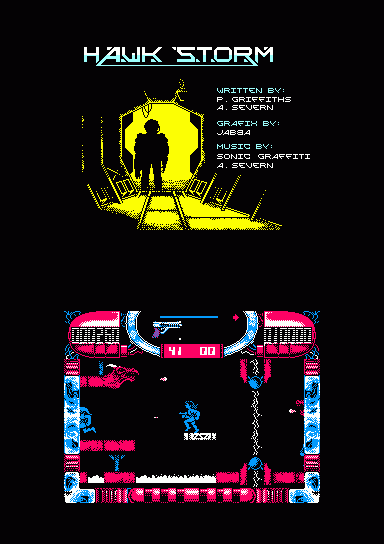 HAWK STORM
WRITTEN BY:
P. GRIFFITHS
A. SEVERN
GRAFIX BY:
JABBA
MUSIC BY:
SONIC GRAFFITI
A. SEVERN
41 00